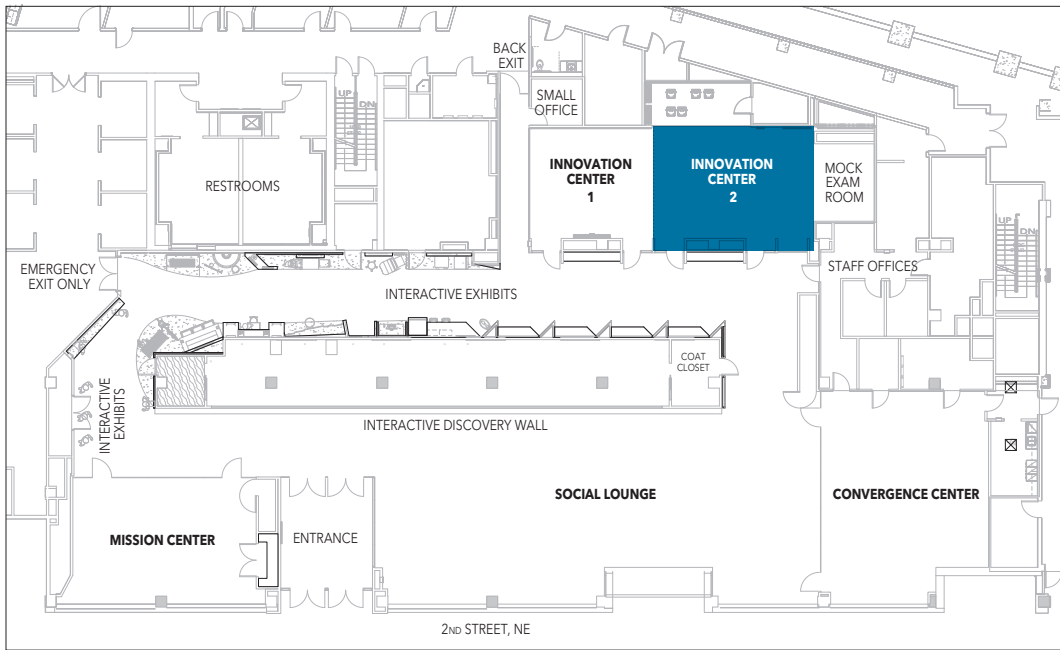 BACK
EXIT
UP
DN
SMALL
OFFICE
INNOVATION
CENTER
1
INNOVATION
CENTER
2
MOCK
EXAM
ROOM
RESTROOMS
UP
DN
EMERGENCY
EXIT ONLY
STAFF OFFICES
INTERACTIVE EXHIBITS
COAT
CLOSET
INTERACTIVE
EXHIBITS
INTERACTIVE DISCOVERY WALL
SOCIAL LOUNGE
CONVERGENCE CENTER
MISSION CENTER
ENTRANCE
2ND STREET, NE